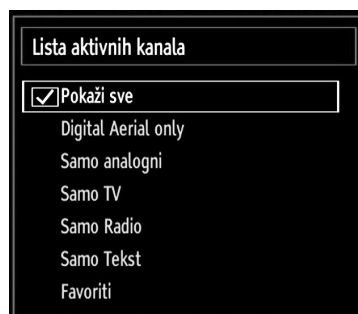 Lista aktivnih kanala
Pokaži sve
Digital Aerial only
Samo analogni
Samo TV
Samo Radio
Samo Tekst
Favoriti